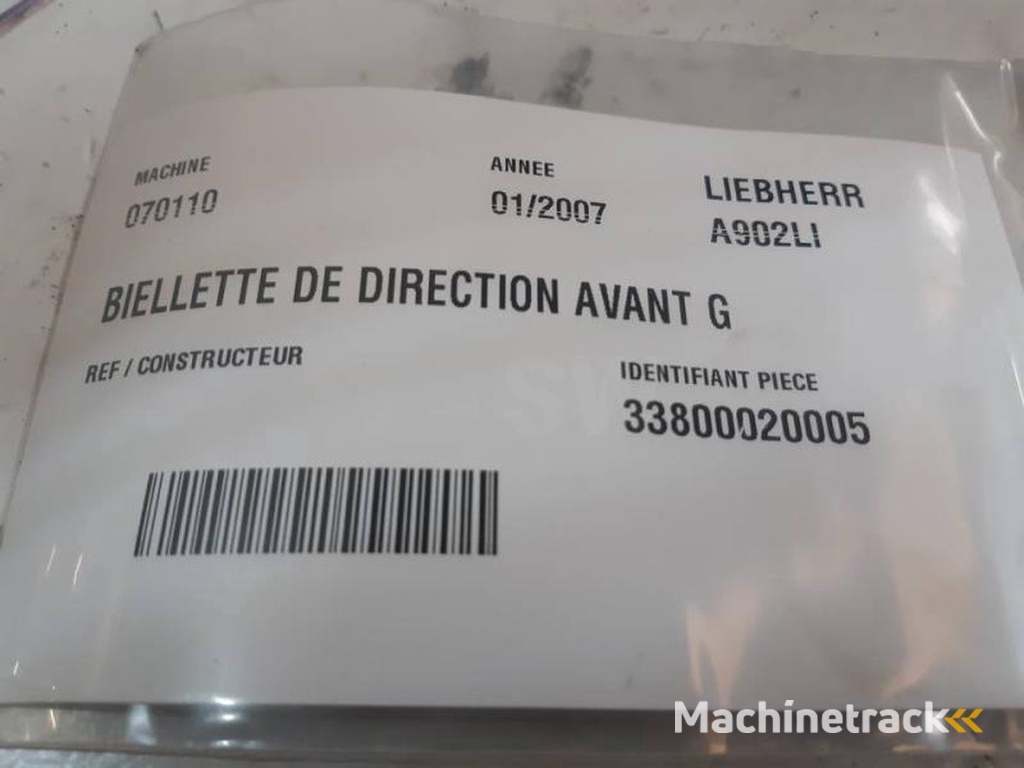 MACHINE ANNEE LIEBHERR
070110 01/2007 A902LI
BIELLETTE DE DIRECTION AVANT G
REF / CONSTRUCTEUR IDENTIFIANT PIECE
33800020005
Machinetrack